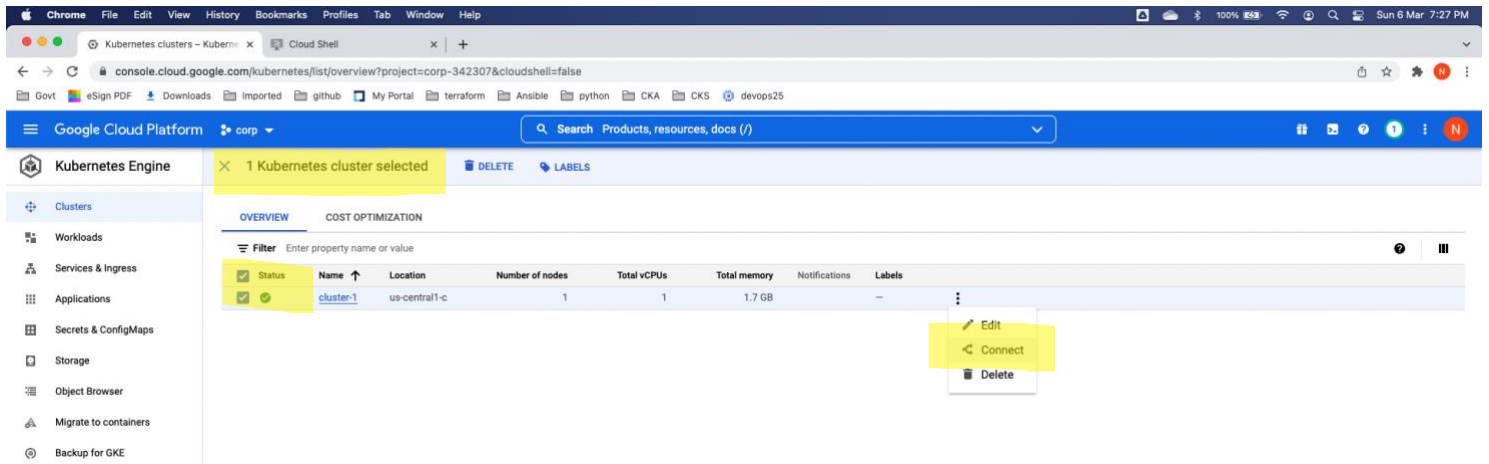 Chrome File Edit View History Bookmarks Profiles Tab Window Help 100% Sun 6 Mar 7:27 PM
Kubernetes clusters – Kuberne Cloud Shell
console.cloud.google.com/kubernetes/list/overview?project=corp-342307&cloudshell=false N
Govt eSign PDF Downloads Imported github My Portal terraform Ansible python CKA CKS devops25
Google Cloud Platform corp Search Products, resources, docs (/) 1 N
Kubernetes Engine 1 Kubernetes cluster selected DELETE LABELS
Clusters
OVERVIEW COST OPTIMIZATION
Workloads
Filter Enter property name or value
Services & Ingress
Status Name Location Number of nodes Total vCPUs Total memory Notifications Labels
Applications
cluster-1 us-central1-c 1 1 1.7 GB —
Edit
Secrets & ConfigMaps
Connect
Storage
Delete
Object Browser
Migrate to containers
Backup for GKE